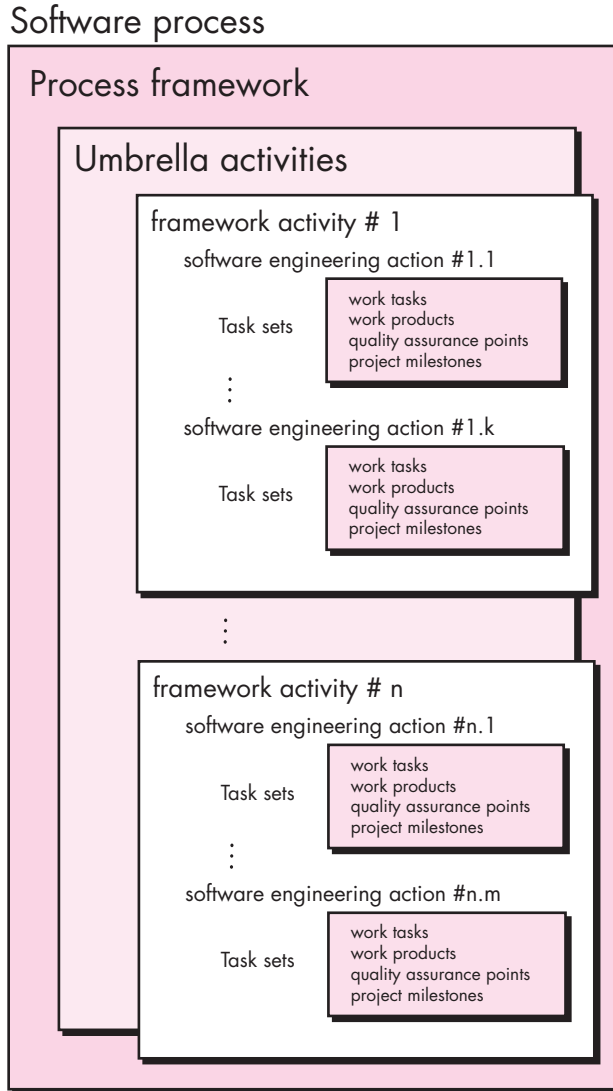 Software process
Process framework
Umbrella activities
framework activity # 1
software engineering action #1.1
Task sets
work tasks
work products
quality assurance points
project milestones
software engineering action #1.k
Task sets
work tasks
work products
quality assurance points
project milestones
framework activity # n
software engineering action #n.1
Task sets
work tasks
work products
quality assurance points
project milestones
software engineering action #n.m
Task sets
work tasks
work products
quality assurance points
project milestones